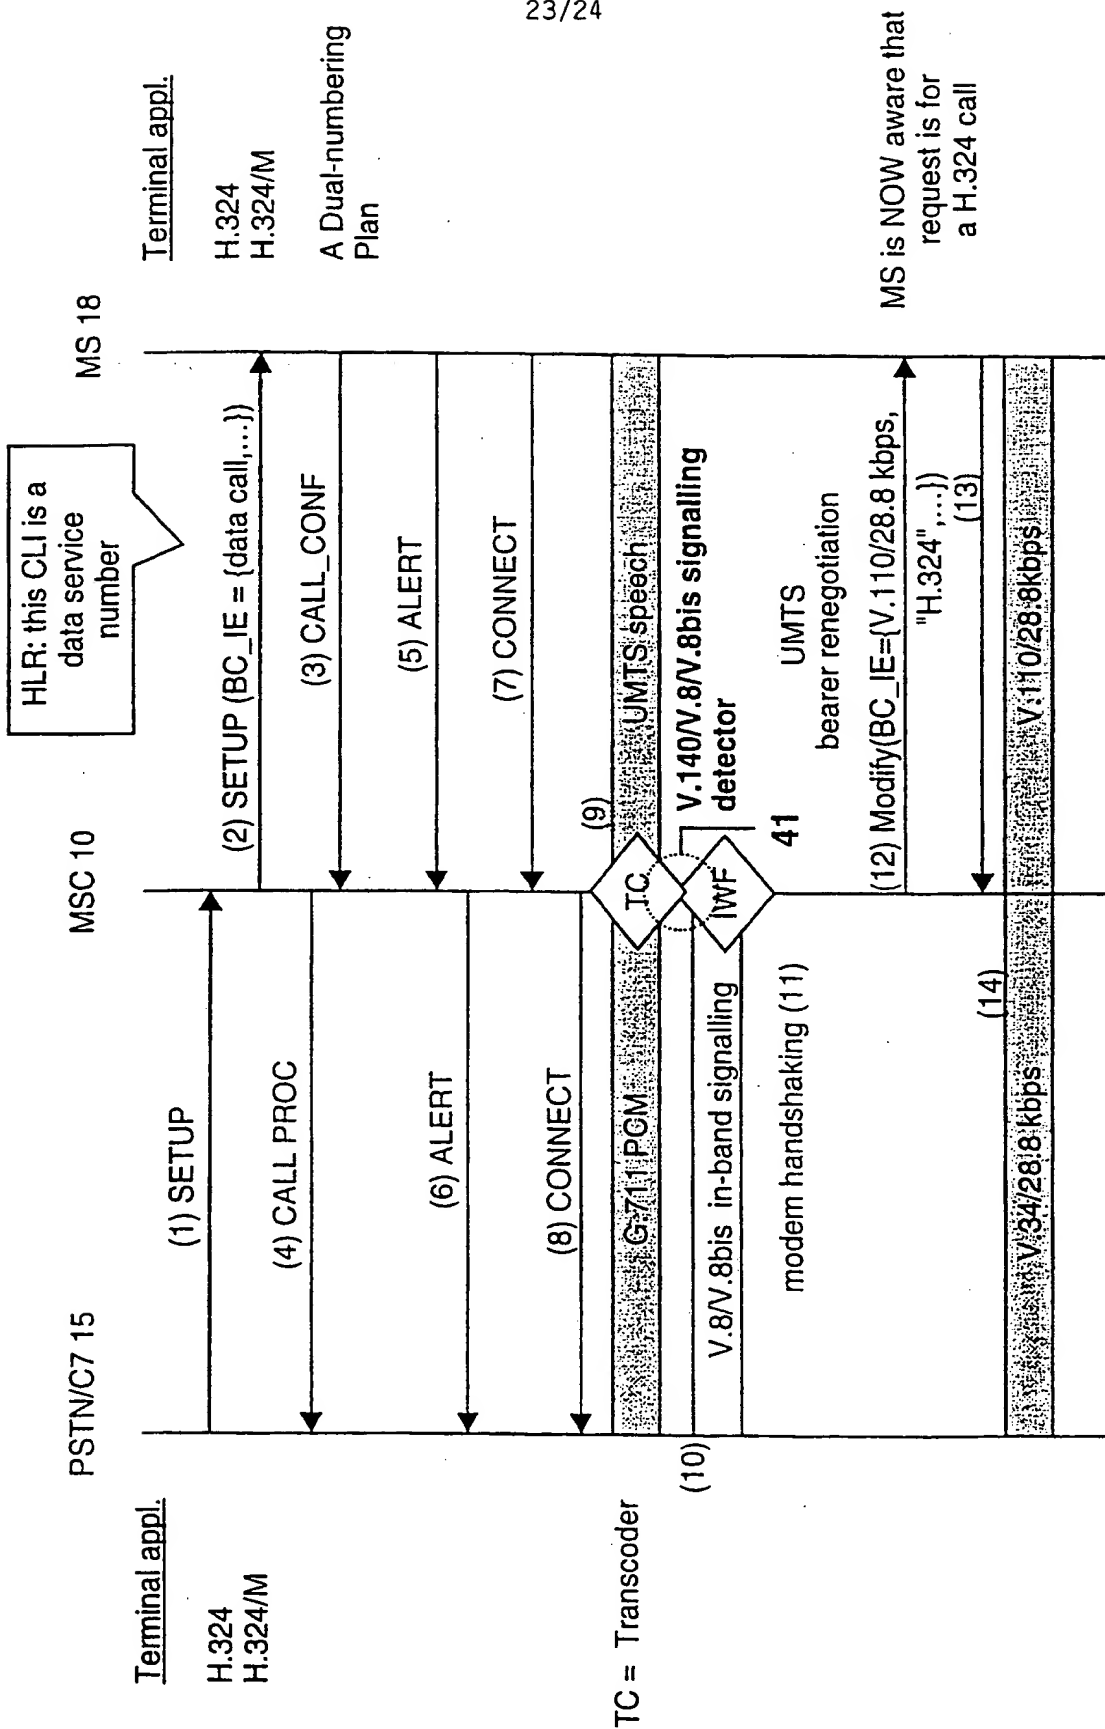 23/24
PSTN/C7 15
MSC 10
MS 18
HLR: this CLI is a
data service
number
Terminal appl.
H.324
H.324/M
Terminal appl.
H.324
H.324/M
A Dual-numbering
Plan
(1) SETUP
(2) SETUP (BC_IE = {data call,...})
(3) CALL_CONF
(4) CALL PROC
(5) ALERT
(6) ALERT
(7) CONNECT
(8) CONNECT
(9)
TC = Transcoder
G.711 PCM
TC
UMTS speech
(10)
V.8/V.8bis in-band signalling
IWF
V.140/V.8/V.8bis signalling
detector
41
modem handshaking (11)
UMTS
bearer renegotiation
(12) Modify(BC_IE={V.110/28.8 kbps,
"H.324",...})
MS is NOW aware that
request is for
a H.324 call
(13)
(14)
V.34/28.8 kbps
V.110/28.8kbps